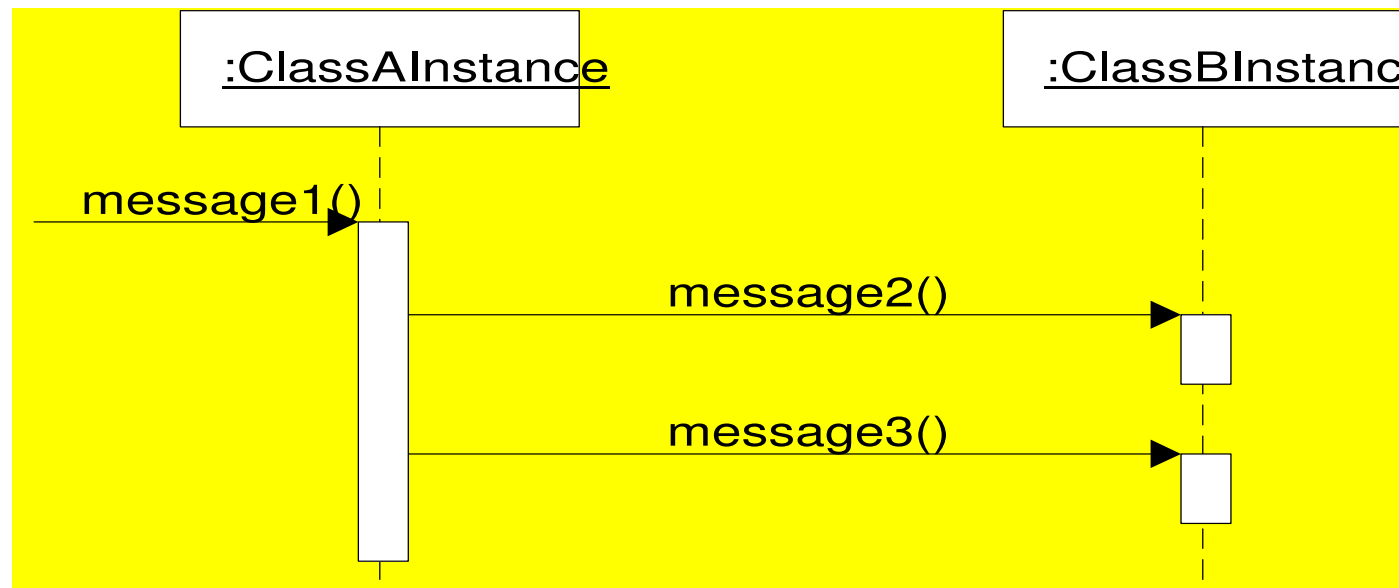 :ClassAInstance
:ClassBInstanc
message1()
message2()
message3()